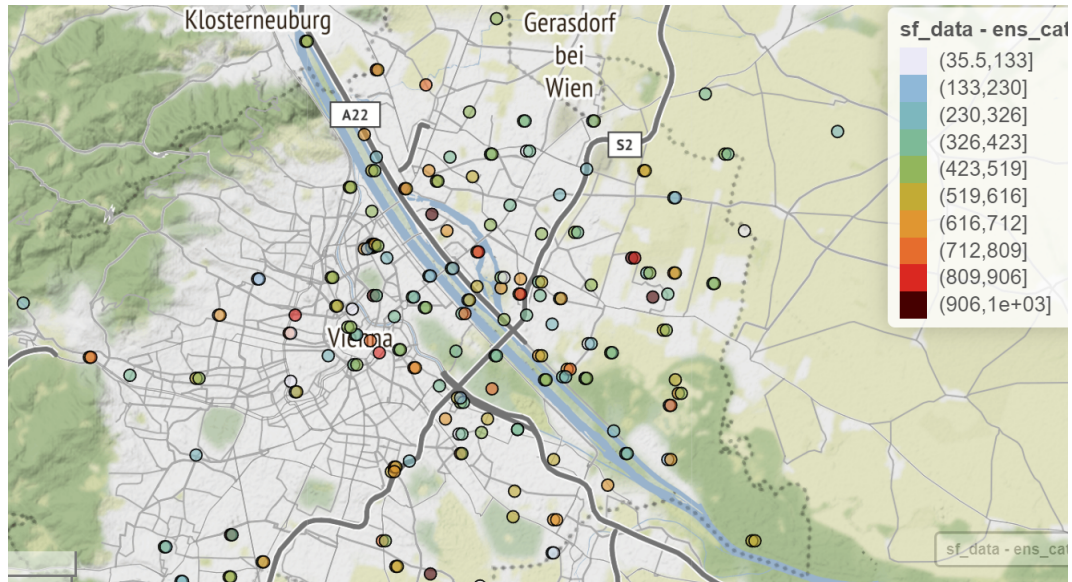 Klosterneuburg
Gerasdorf
bei
Wien
A22
S2
Vienna
sf_data - ens_cat
(35.5,133]
(133,230]
(230,326]
(326,423]
(423,519]
(519,616]
(616,712]
(712,809]
(809,906]
(906,1e+03]
sf_data - ens_cat